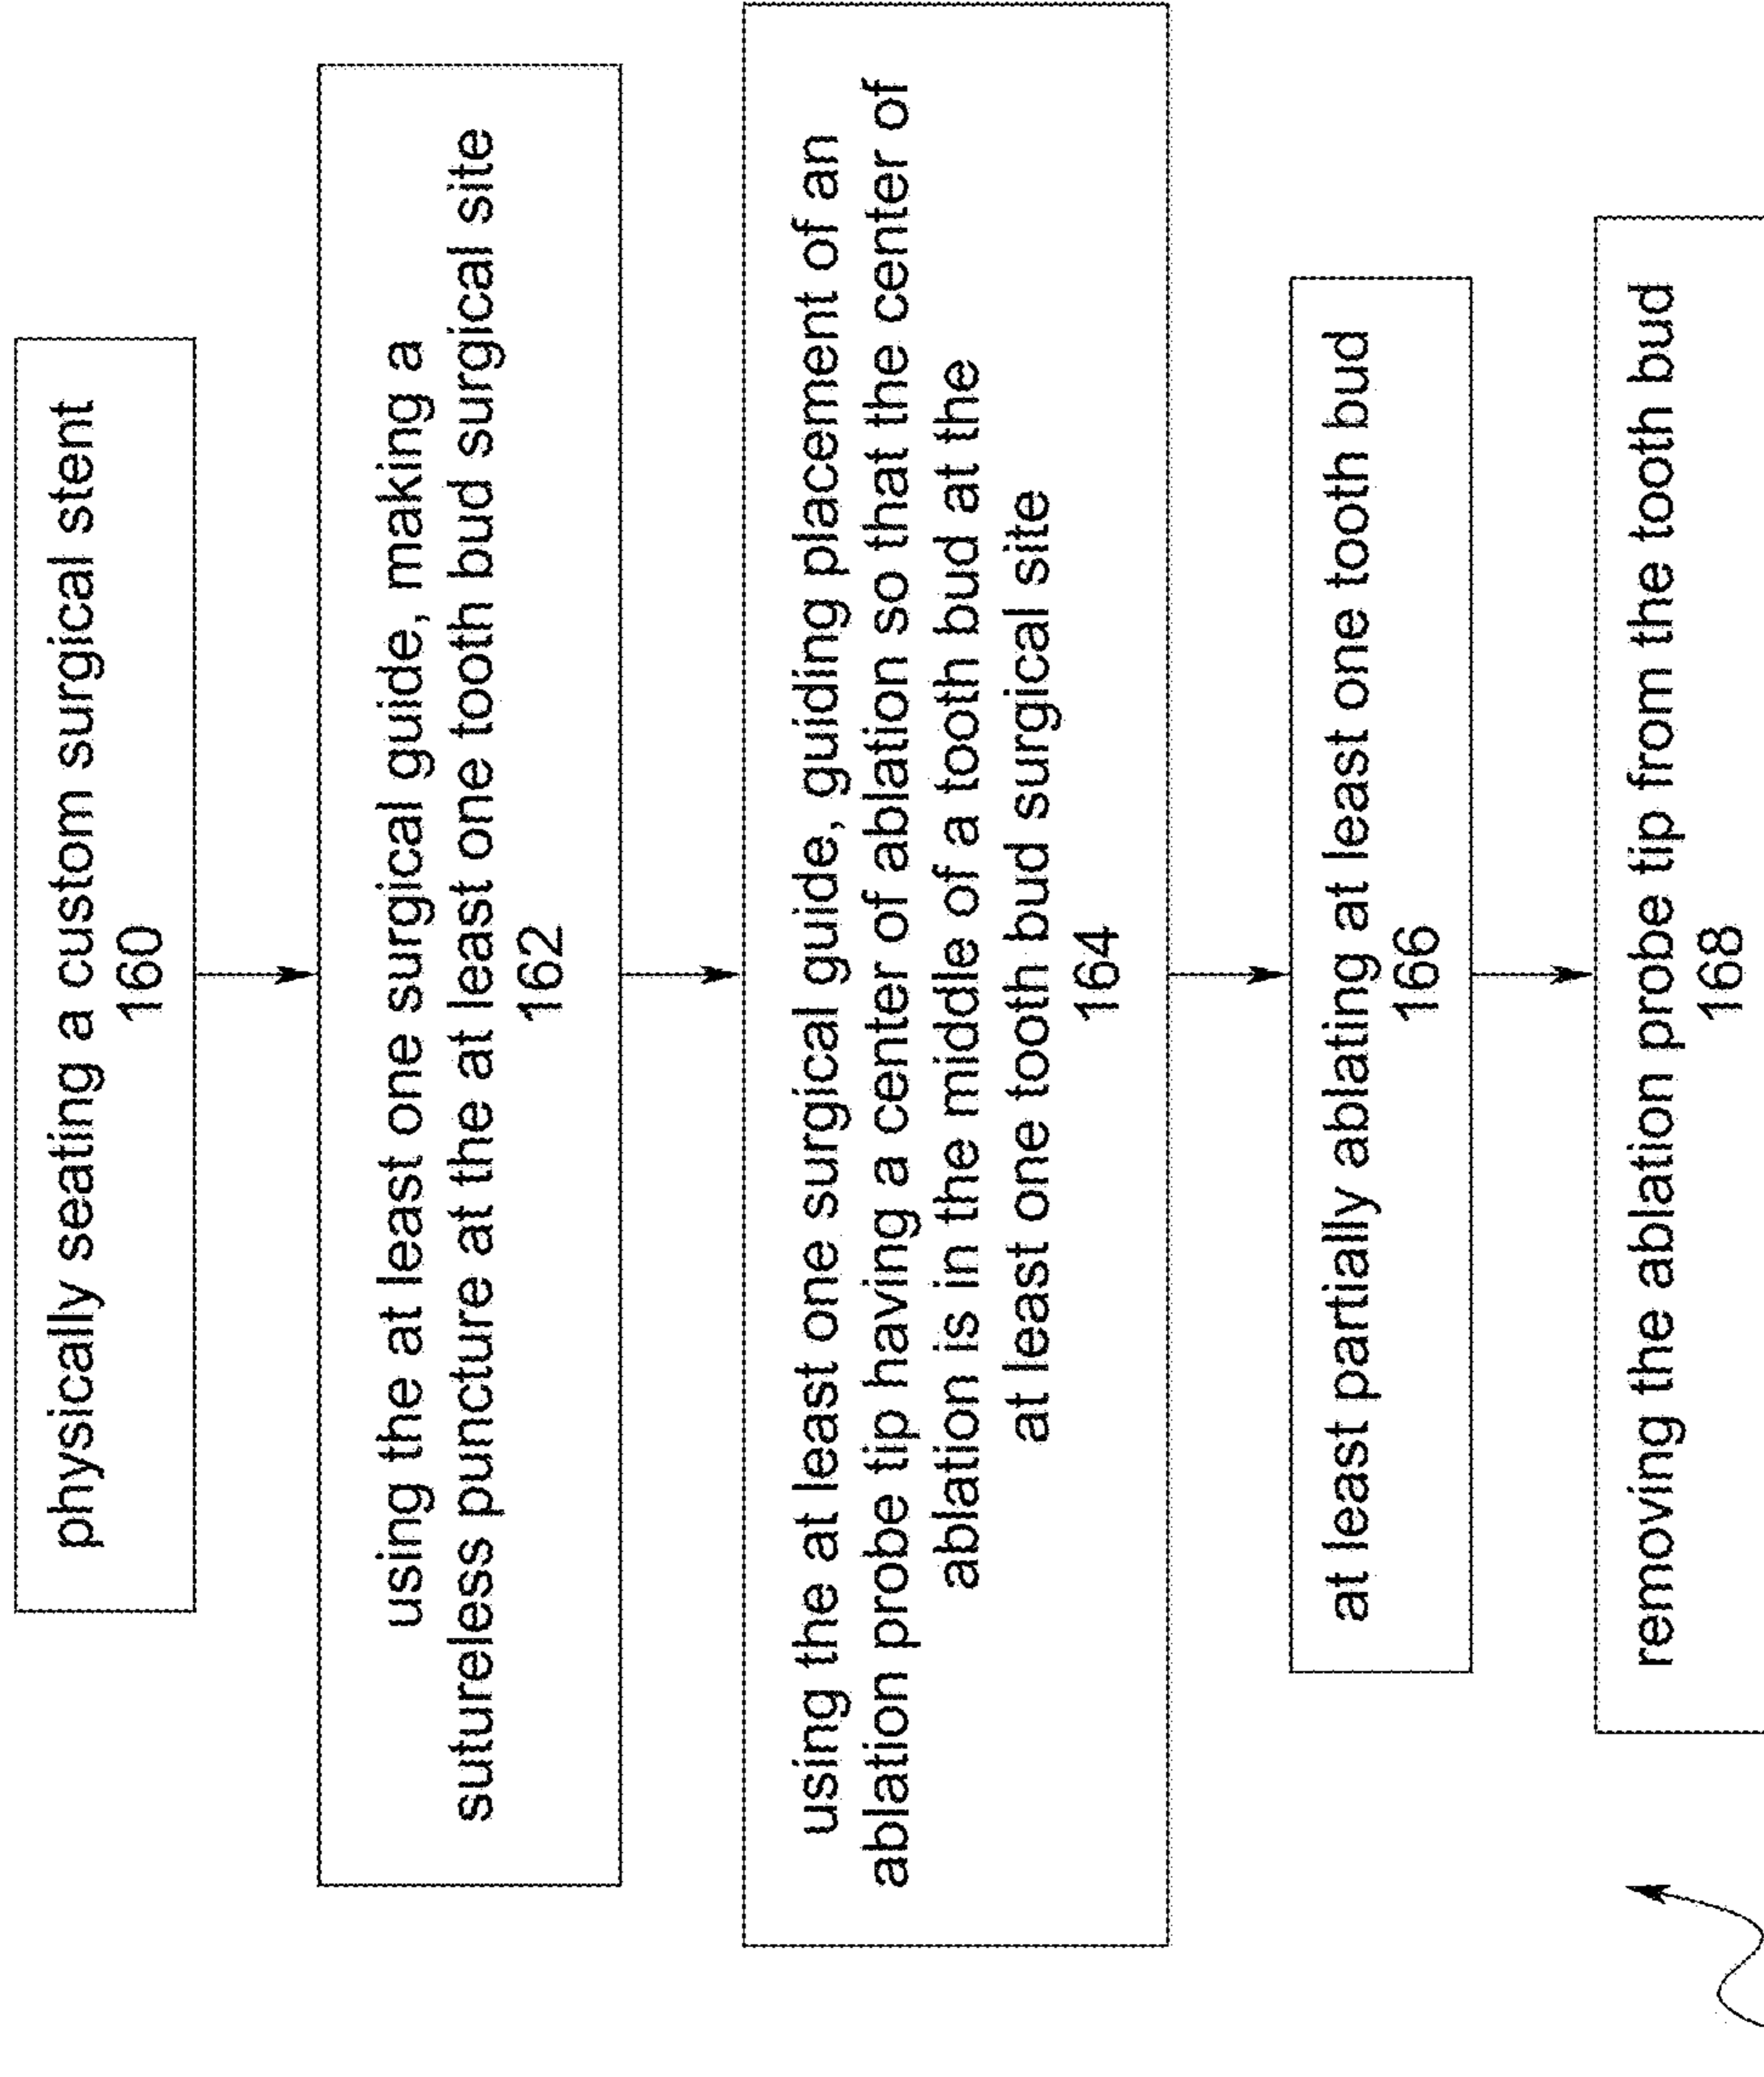 physically seating a custom surgical stent
160
using the at least one surgical guide, making a
sutureless puncture at the at least one tooth bud surgical site
162
using the at least one surgical guide, guiding placement of an
ablation probe tip having a center of ablation so that the center of
ablation is in the middle of a tooth bud at the
at least one tooth bud surgical site
164
at least partially ablating at least one tooth bud
166
removing the ablation probe tip from the tooth bud
168